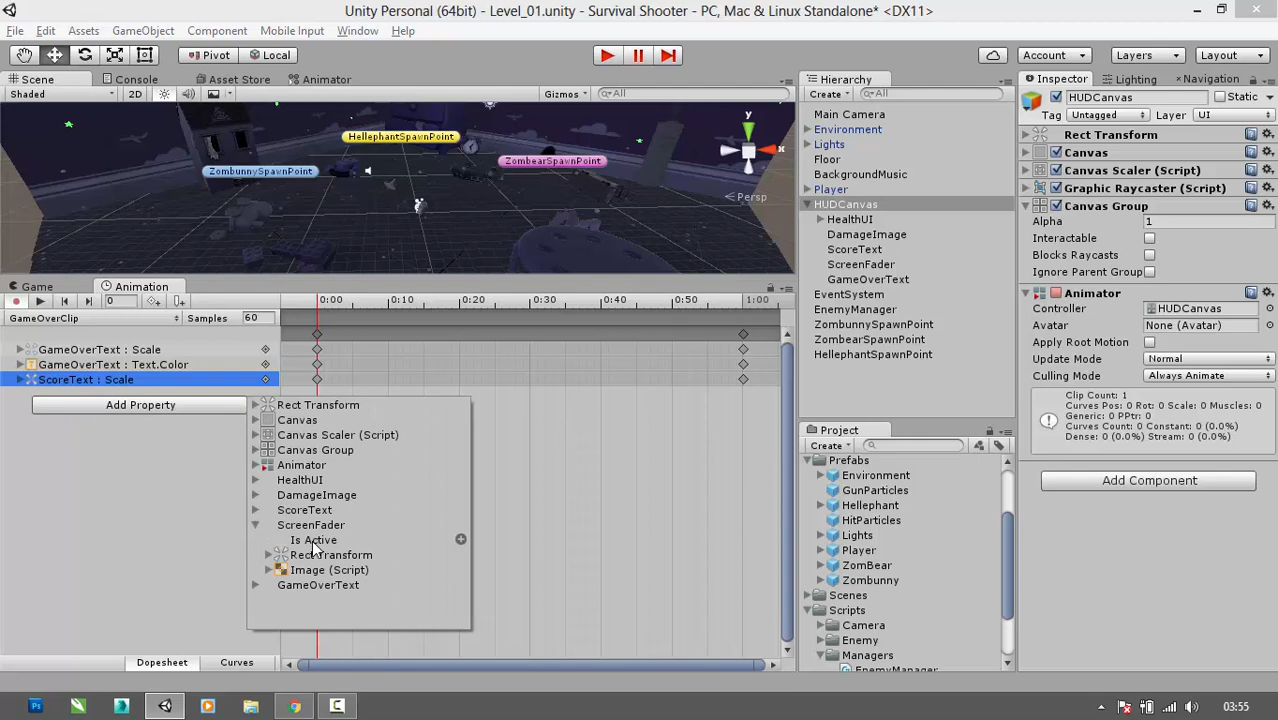 Unity Personal (64bit) - Level_01.unity - Survival Shooter - PC, Mac & Linux Standalone* <DX11>
File Edit Assets GameObject Component Mobile Input Window Help
Pivot Local Account Layers Layout
Scene Console Asset Store Animator
Shaded 2D Gizmos All
HellephantSpawnPoint
ZombunnySpawnPoint
ZombearSpawnPoint
y
x
Persp
Game Animation
0 0:00 0:10 0:20 0:30 0:40 0:50 1:00
GameOverClip Samples 60
GameOverText : Scale
GameOverText : Text.Color
ScoreText : Scale
Add Property
Rect Transform
Canvas
Canvas Scaler (Script)
Canvas Group
Animator
HealthUI
DamageImage
ScoreText
ScreenFader
Is Active
Rect Transform
Image (Script)
GameOverText
Dopesheet Curves
Hierarchy
Create All
Main Camera
Environment
Lights
Floor
BackgroundMusic
Player
HUDCanvas
HealthUI
DamageImage
ScoreText
ScreenFader
GameOverText
EventSystem
EnemyManager
ZombunnySpawnPoint
ZombearSpawnPoint
HellephantSpawnPoint
Project
Create
Prefabs
Environment
GunParticles
Hellephant
HitParticles
Lights
Player
ZomBear
Zombunny
Scenes
Scripts
Camera
Enemy
Managers
EnemyManager
Inspector Lighting Navigation
HUDCanvas Static
Tag Untagged Layer UI
Rect Transform
Canvas
Canvas Scaler (Script)
Graphic Raycaster (Script)
Canvas Group
Alpha 1
Interactable
Blocks Raycasts
Ignore Parent Group
Animator
Controller HUDCanvas
Avatar None (Avatar)
Apply Root Motion
Update Mode Normal
Culling Mode Always Animate
Clip Count: 1
Curves Pos: 0 Rot: 0 Scale: 0 Muscles: 0
Generic: 0 PPtr: 0
Curves Count: 0 Constant: 0 (0.0%)
Dense: 0 (0.0%) Stream: 0 (0.0%)
Add Component
Ps
03:55